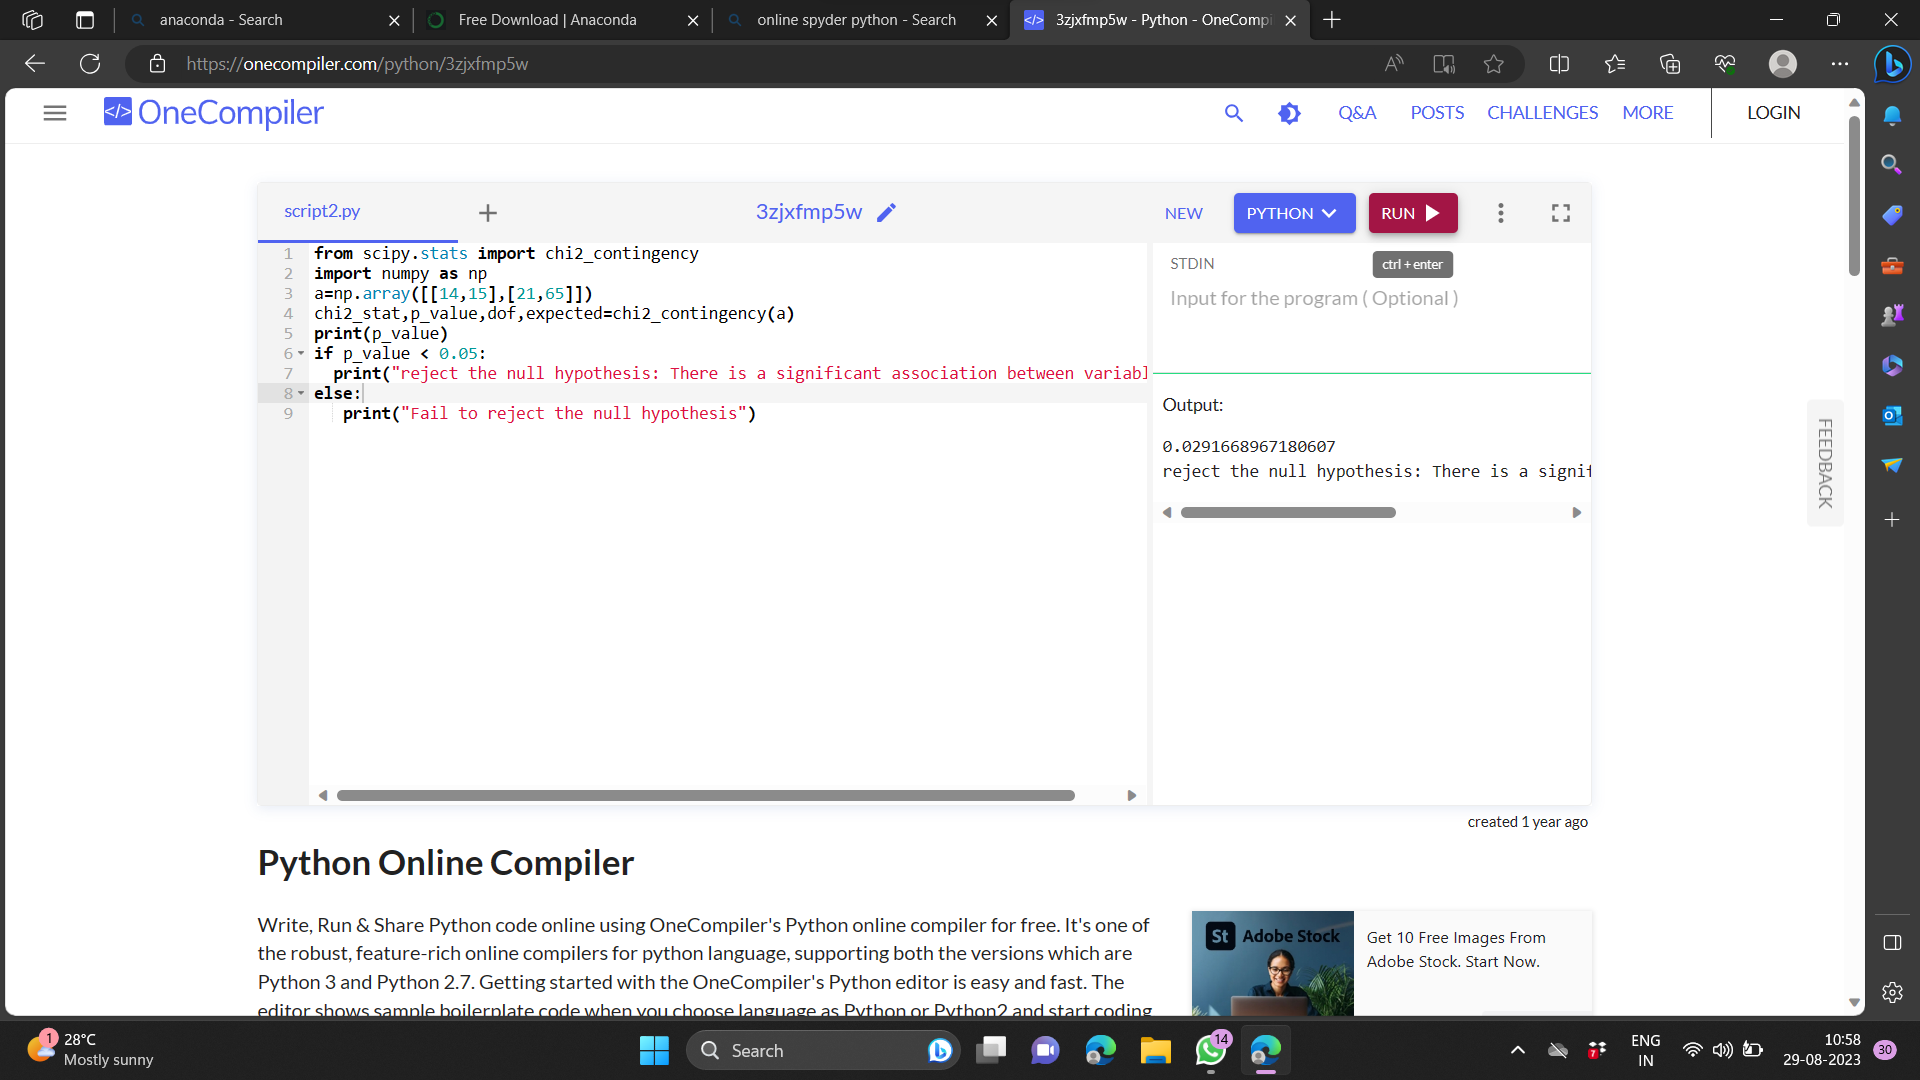 anaconda - Search
Free Download | Anaconda
online spyder python - Search
3zjxfmp5w - Python - OneCompi
https://onecompiler.com/python/3zjxfmp5w
</> OneCompiler
Q&A POSTS CHALLENGES MORE LOGIN
script2.py
3zjxfmp5w
NEW
PYTHON
RUN
1 from scipy.stats import chi2_contingency
2 import numpy as np
3 a=np.array([[14,15],[21,65]])
4 chi2_stat,p_value,dof,expected=chi2_contingency(a)
5 print(p_value)
6 if p_value < 0.05:
7 print("reject the null hypothesis: There is a significant association between variabl
8 else:
9 print("Fail to reject the null hypothesis")
STDIN
ctrl + enter
Input for the program ( Optional )
Output:
0.0291668967180607
reject the null hypothesis: There is a signif
FEEDBACK
created 1 year ago
Python Online Compiler
Write, Run & Share Python code online using OneCompiler's Python online compiler for free. It's one of
the robust, feature-rich online compilers for python language, supporting both the versions which are
Python 3 and Python 2.7. Getting started with the OneCompiler's Python editor is easy and fast. The
editor shows sample boilerplate code when you choose language as Python or Python2 and start coding
St Adobe Stock
Get 10 Free Images From
Adobe Stock. Start Now.
1
28°C
Mostly sunny
Search
14
7
ENG
IN
10:58
29-08-2023
30